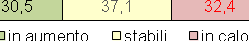 30,5 37,1 32,4
in aumento stabili in calo